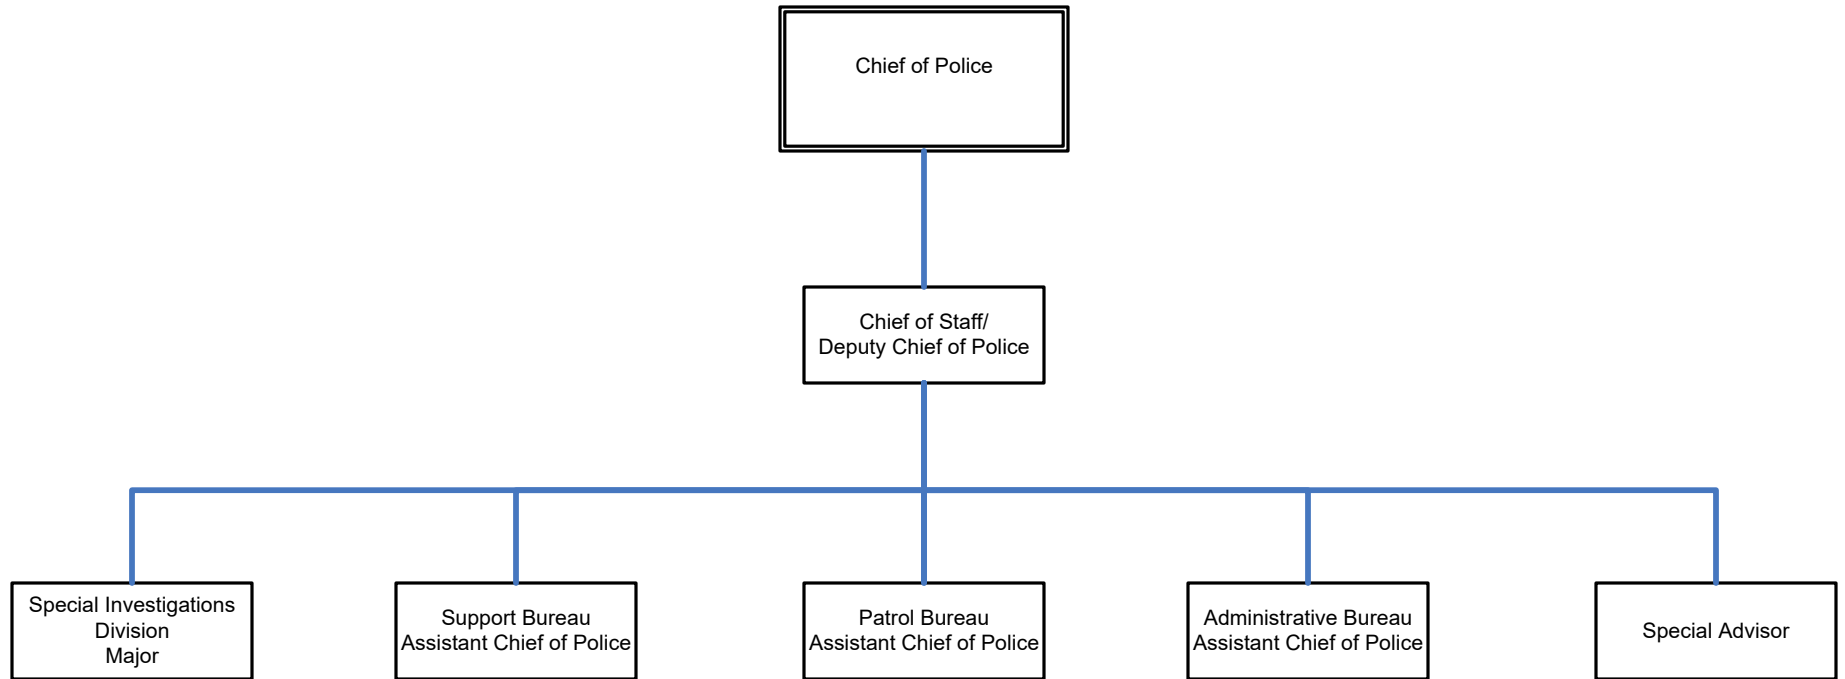 Chief of Police
Chief of Staff/
Deputy Chief of Police
Special Investigations
Division
Major
Support Bureau
Assistant Chief of Police
Patrol Bureau
Assistant Chief of Police
Administrative Bureau
Assistant Chief of Police
Special Advisor